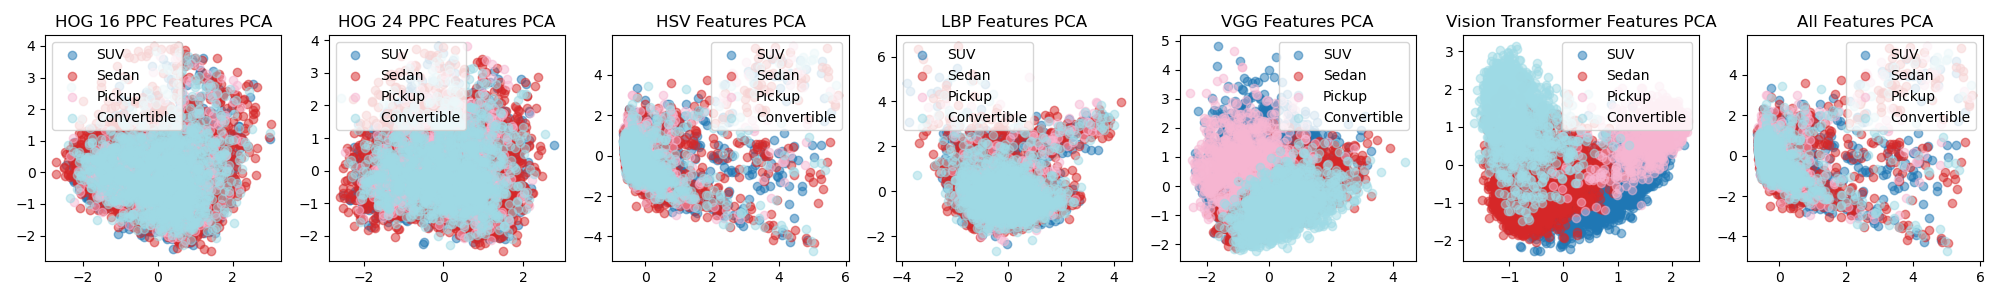 HOG 16 PPC Features PCA
SUV
Sedan
Pickup
Convertible
4
3
2
1
0
−1
−2
−2 0 2
HOG 24 PPC Features PCA
SUV
Sedan
Pickup
Convertible
4
3
2
1
0
−1
−2
−2 0 2
HSV Features PCA
SUV
Sedan
Pickup
Convertible
4
2
0
−2
−4
0 2 4 6
LBP Features PCA
SUV
Sedan
Pickup
Convertible
6
4
2
0
−2
−4 −2 0 2 4
VGG Features PCA
SUV
Sedan
Pickup
Convertible
5
4
3
2
1
0
−1
−2
−2 0 2 4
Vision Transformer Features PCA
SUV
Sedan
Pickup
Convertible
3
2
1
0
−1
−2
−1 0 1 2
All Features PCA
SUV
Sedan
Pickup
Convertible
4
2
0
−2
−4
0 2 4 6